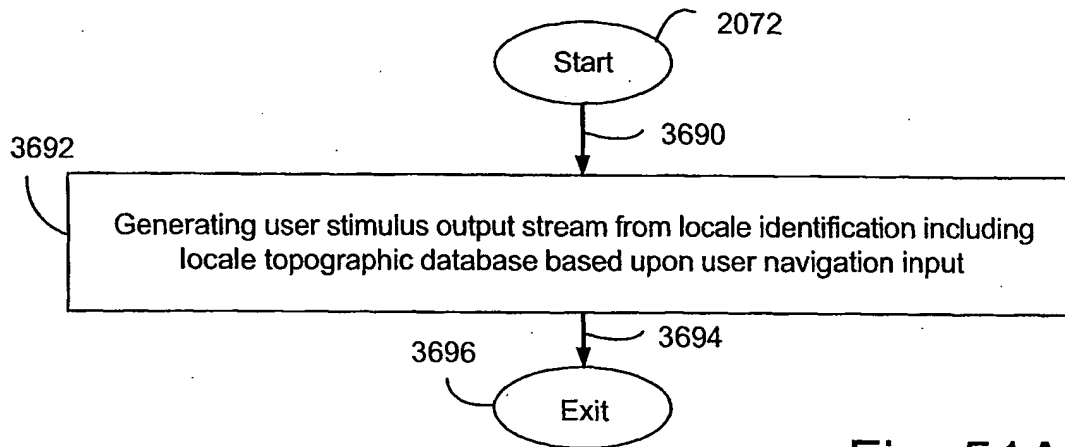 2072
Start
3690
3692
Generating user stimulus output stream from locale identification including
locale topographic database based upon user navigation input
3694
3696
Exit